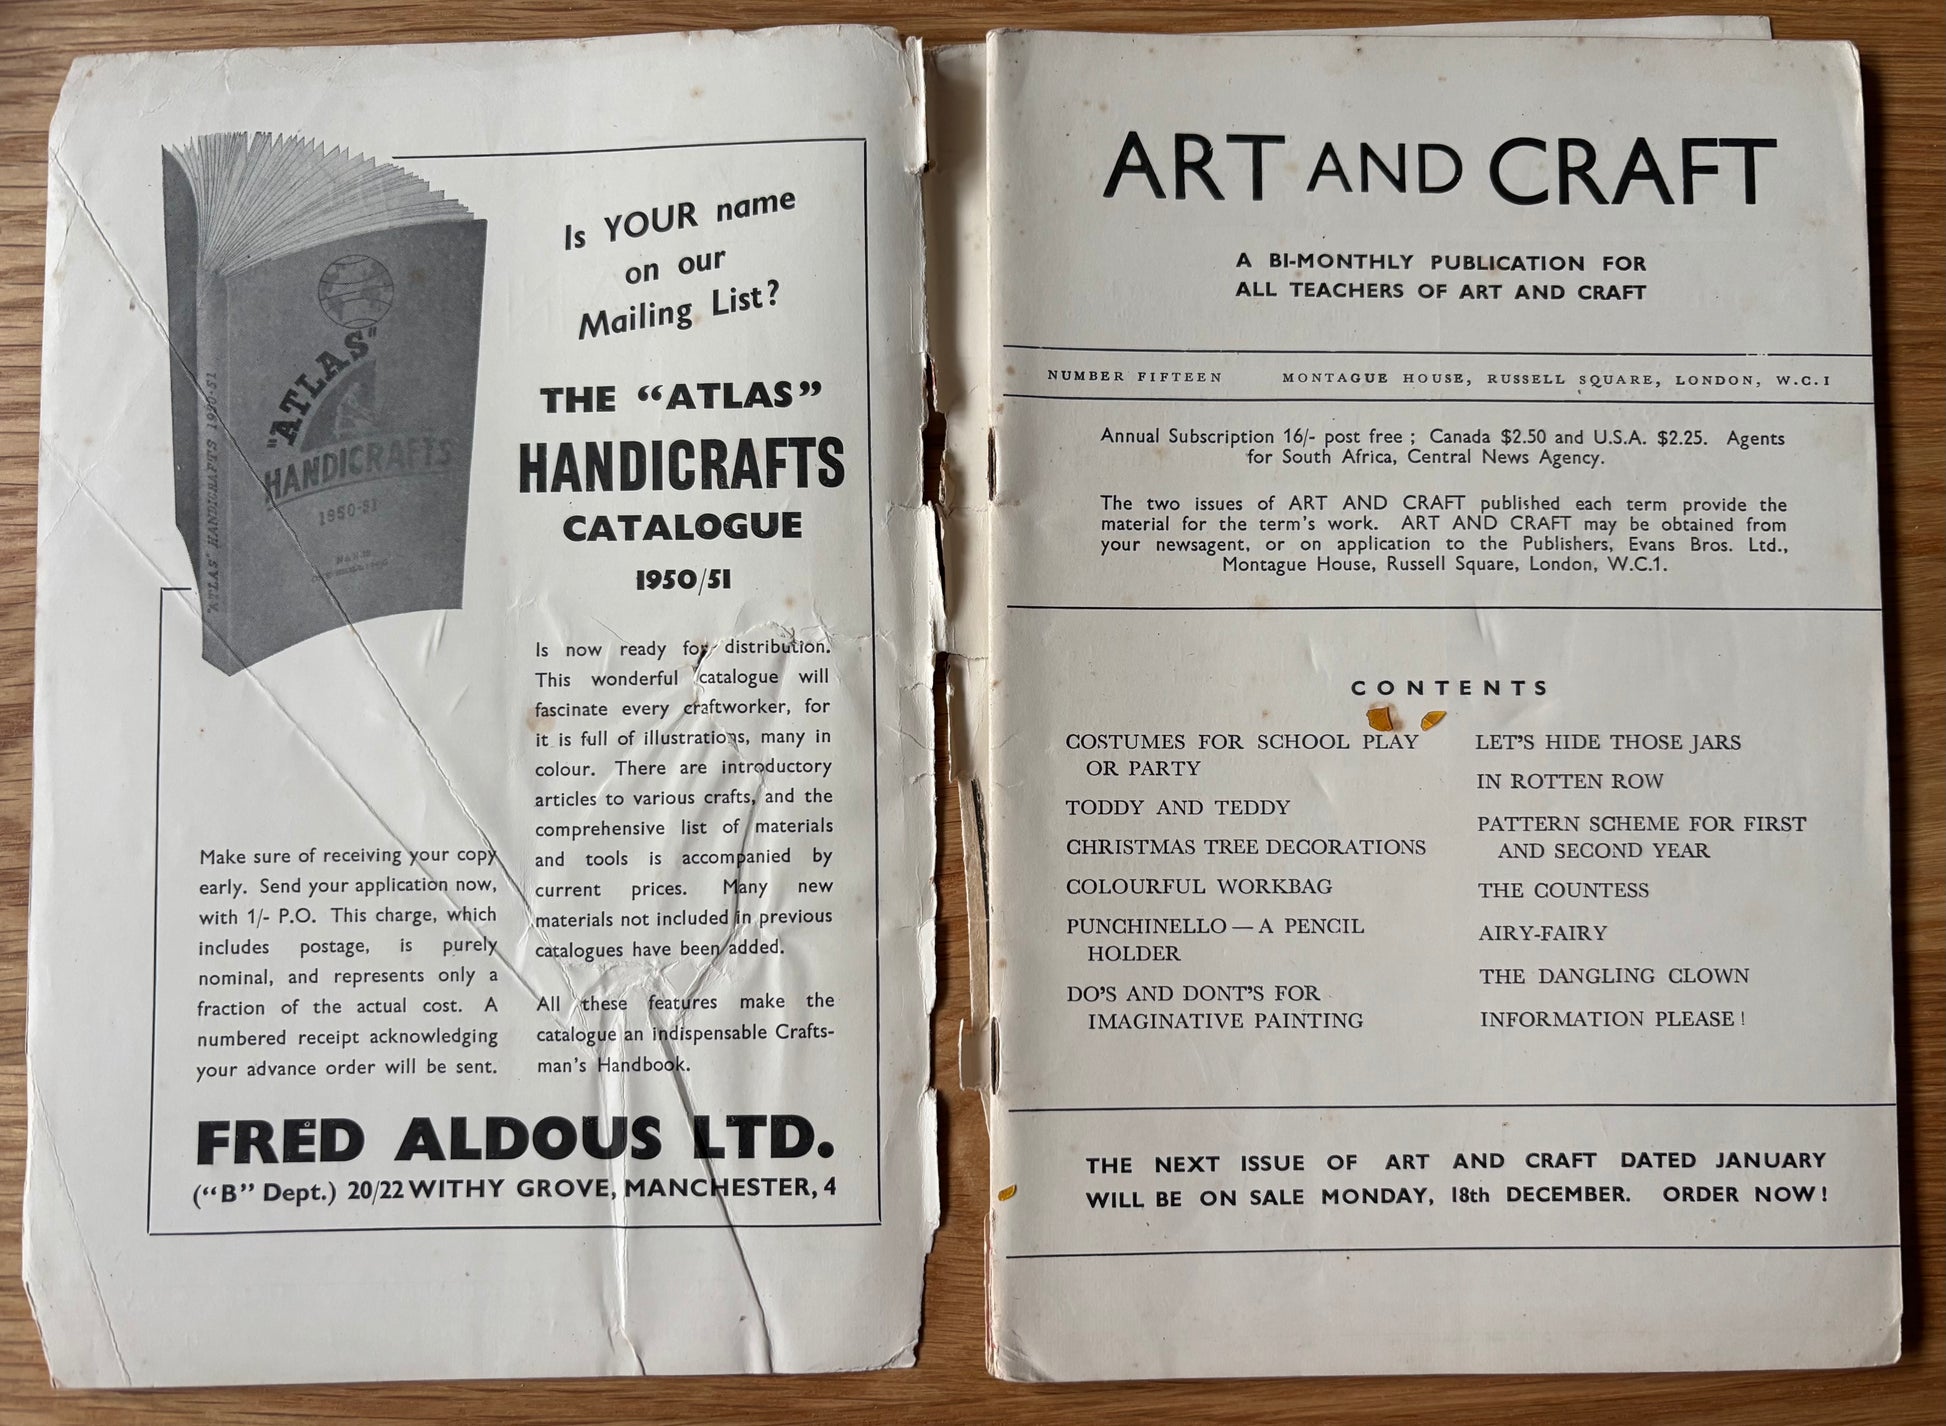 "ATLAS" HANDICRAFTS 1950-51
"ATLAS"
HANDICRAFTS
1950-51
Is YOUR name
on our
Mailing List?
THE “ATLAS”
HANDICRAFTS
CATALOGUE
1950/51
Is now ready for distribution.
This wonderful catalogue will
fascinate every craftworker, for
it is full of illustrations, many in
colour. There are introductory
articles to various crafts, and the
comprehensive list of materials
and tools is accompanied by
current prices. Many new
materials not included in previous
catalogues have been added.
All these features make the
catalogue an indispensable Crafts-
man's Handbook.
Make sure of receiving your copy
early. Send your application now,
with 1/- P.O. This charge, which
includes postage, is purely
nominal, and represents only a
fraction of the actual cost. A
numbered receipt acknowledging
your advance order will be sent.
FRED ALDOUS LTD.
(“B” Dept.) 20/22 WITHY GROVE, MANCHESTER, 4
ART AND CRAFT
A BI-MONTHLY PUBLICATION FOR
ALL TEACHERS OF ART AND CRAFT
NUMBER FIFTEEN MONTAGUE HOUSE, RUSSELL SQUARE, LONDON, W.C.1
Annual Subscription 16/- post free ; Canada $2.50 and U.S.A. $2.25. Agents
for South Africa, Central News Agency.
The two issues of ART AND CRAFT published each term provide the
material for the term's work. ART AND CRAFT may be obtained from
your newsagent, or on application to the Publishers, Evans Bros. Ltd.,
Montague House, Russell Square, London, W.C.1.
CONTENTS
COSTUMES FOR SCHOOL PLAY
OR PARTY
TODDY AND TEDDY
CHRISTMAS TREE DECORATIONS
COLOURFUL WORKBAG
PUNCHINELLO — A PENCIL
HOLDER
DO'S AND DONT'S FOR
IMAGINATIVE PAINTING
LET'S HIDE THOSE JARS
IN ROTTEN ROW
PATTERN SCHEME FOR FIRST
AND SECOND YEAR
THE COUNTESS
AIRY-FAIRY
THE DANGLING CLOWN
INFORMATION PLEASE !
THE NEXT ISSUE OF ART AND CRAFT DATED JANUARY
WILL BE ON SALE MONDAY, 18th DECEMBER. ORDER NOW !